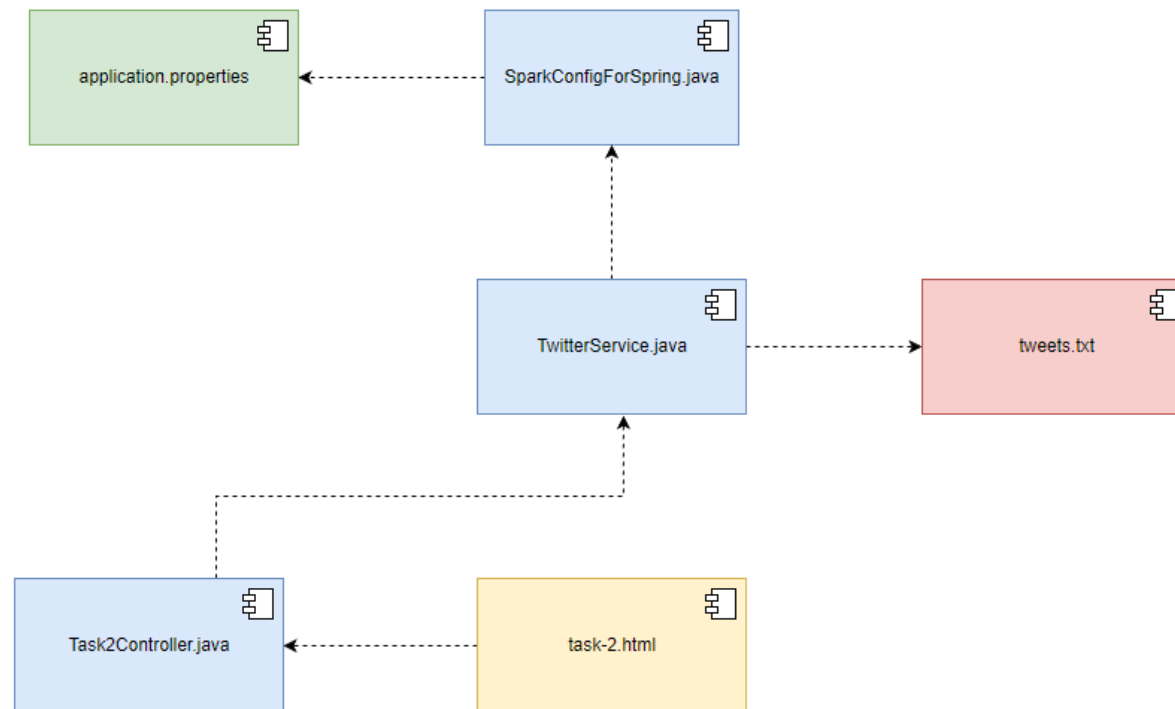 application.properties
SparkConfigForSpring.java
TwitterService.java
tweets.txt
Task2Controller.java
task-2.html